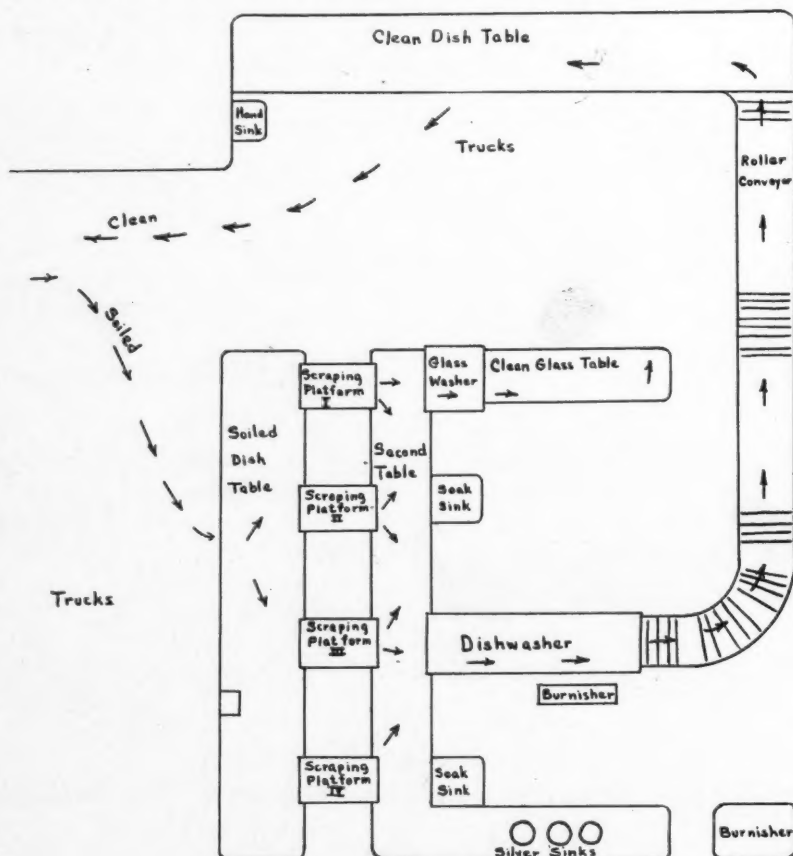 Clean Dish Table
Hand
Sink
Trucks
Roller
Conveyor
Clean
Soiled
Scraping
Platform
I
Glass
Washer
Clean Glass Table
Soiled
Dish
Table
Second
Table
Scraping
Platform
II
Soak
Sink
Trucks
Scraping
Platform
III
Dishwasher
Burnisher
Scraping
Platform
IV
Soak
Sink
Silver Sinks
Burnisher